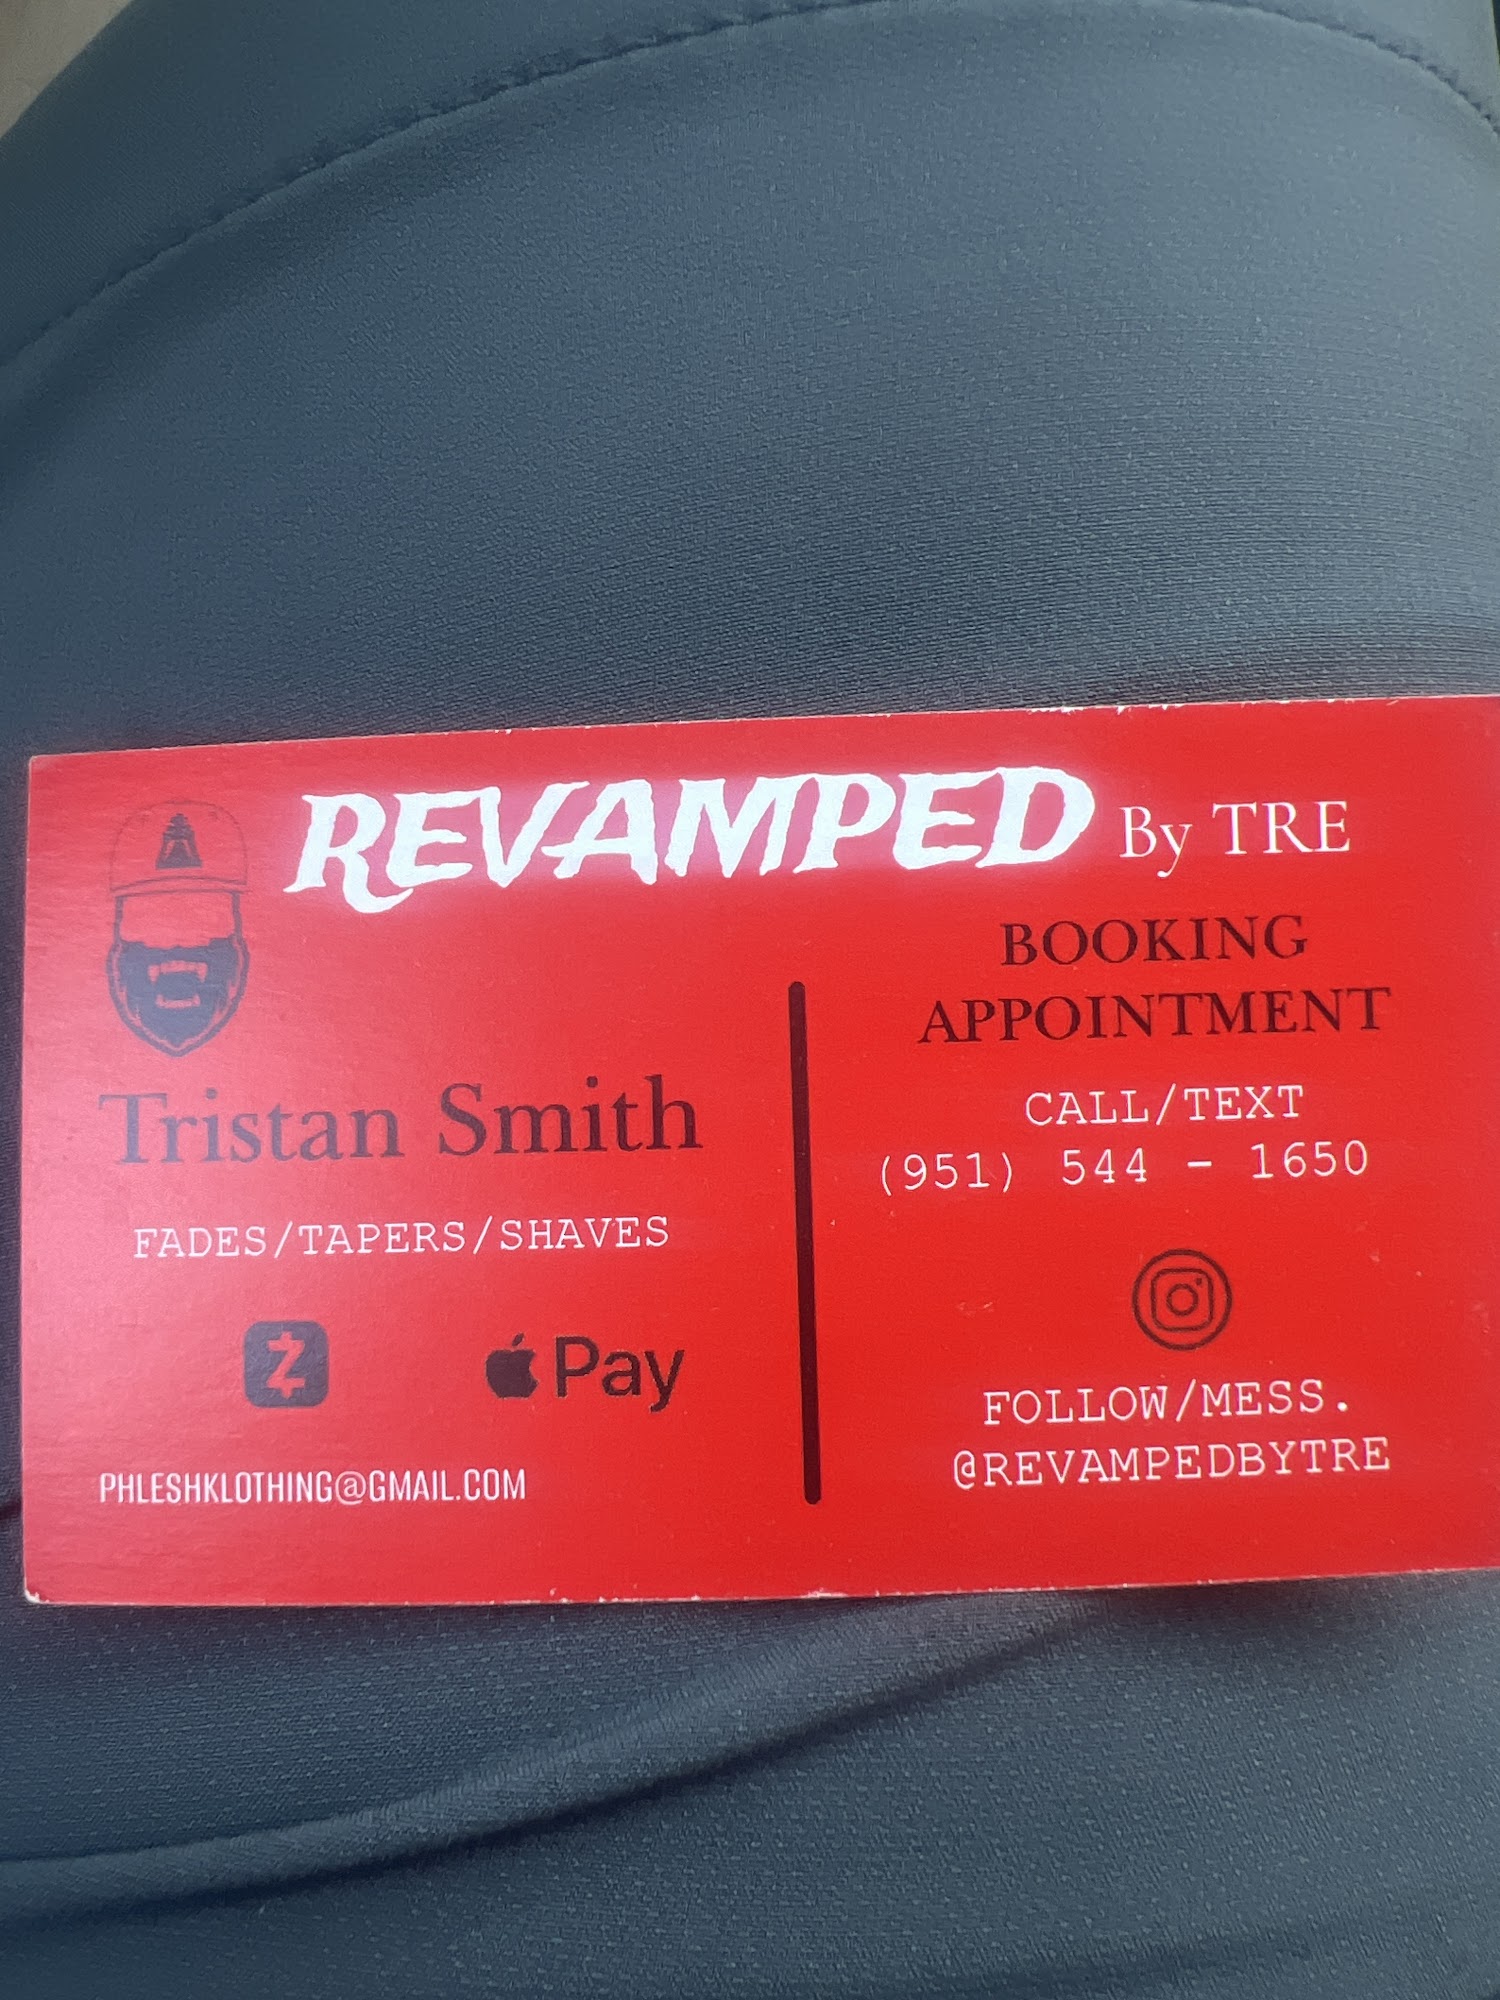 REVAMPED By TRE
Tristan Smith
FADES/TAPERS/SHAVES
Z Pay
PHLESHKLOTHING@GMAIL.COM
BOOKING
APPOINTMENT
CALL/TEXT
(951) 544 - 1650
FOLLOW/MESS.
@REVAMPEDBYTRE